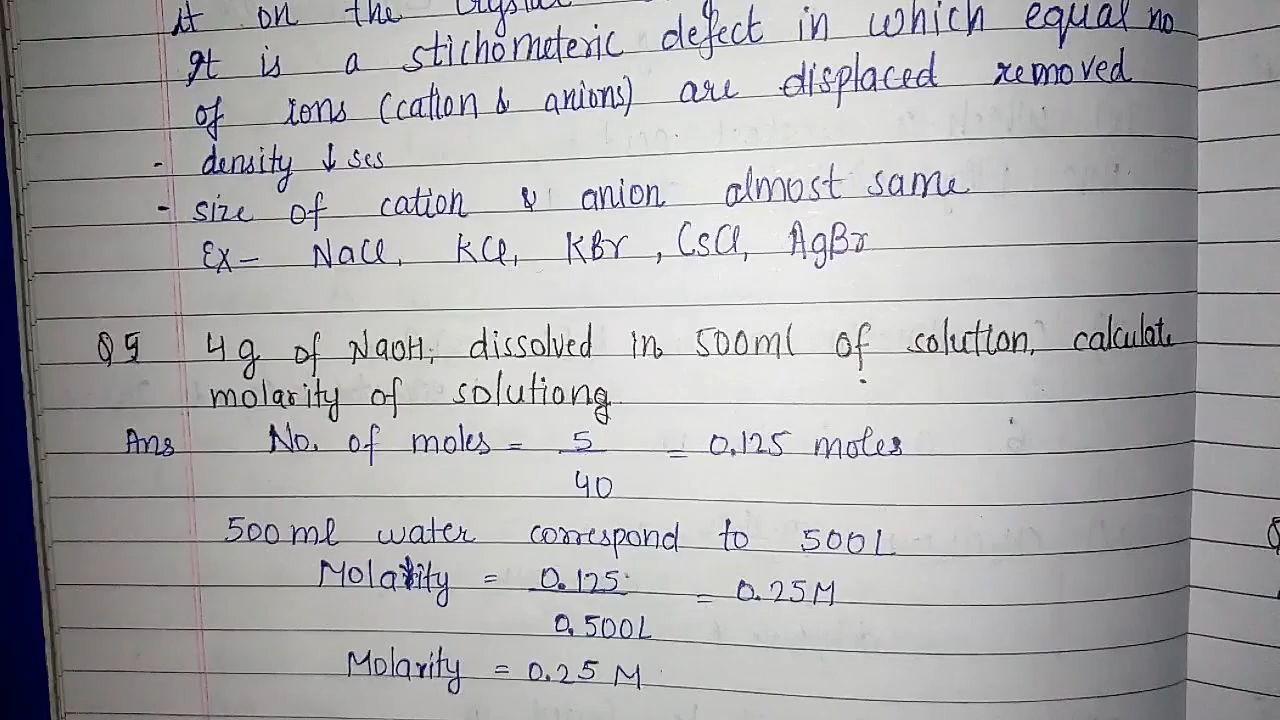 it on the Crystal
It is a stichometeric defect in which equal no
of ions (cation & anions) are displaced removed
- density ↓ ses
- size of cation & anion almost same
Ex- NaCl, KCl, KBr, CsCl, AgBr
Q5 4g of NaOH, dissolved in 500ml of solution, calculate
molarity of solutiong
Ans No. of moles = 5/40 = 0.125 moles
500ml water correspond to 500L
Molarity = 0.125/0.500L = 0.25M
Molarity = 0.25 M